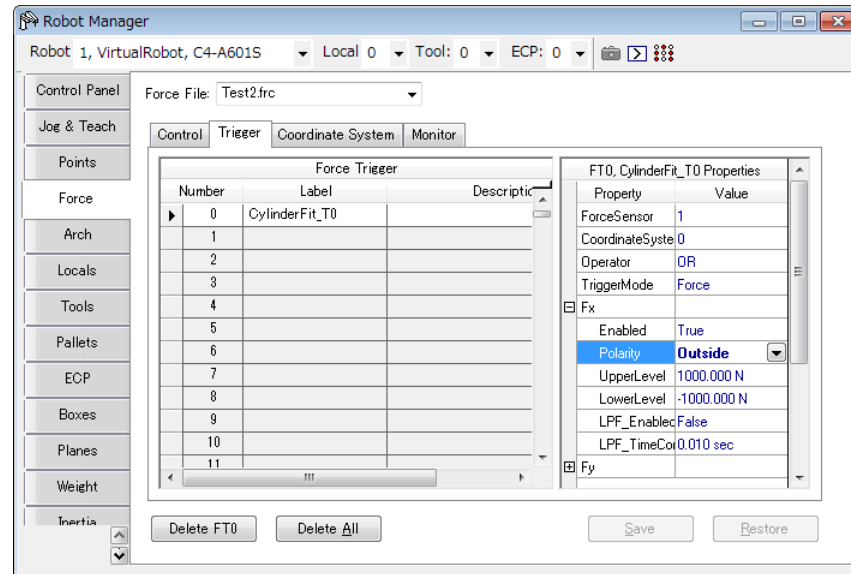 Robot Manager
Robot 1, VirtualRobot, C4-A601S Local 0 Tool: 0 ECP: 0
Control Panel
Jog & Teach
Points
Force
Arch
Locals
Tools
Pallets
ECP
Boxes
Planes
Weight
Inertia
Force File: Test2.frc
Control Trigger Coordinate System Monitor
Force Trigger
Number Label Descriptic
0 CylinderFit_T0
1
2
3
4
5
6
7
8
9
10
11
FT0, CylinderFit_T0 Properties
Property Value
ForceSensor 1
CoordinateSyste 0
Operator OR
TriggerMode Force
Fx
Enabled True
Polarity Outside
UpperLevel 1000.000 N
LowerLevel -1000.000 N
LPF_Enablec False
LPF_TimeCon 0.010 sec
Fy
Delete FT0 Delete All Save Restore